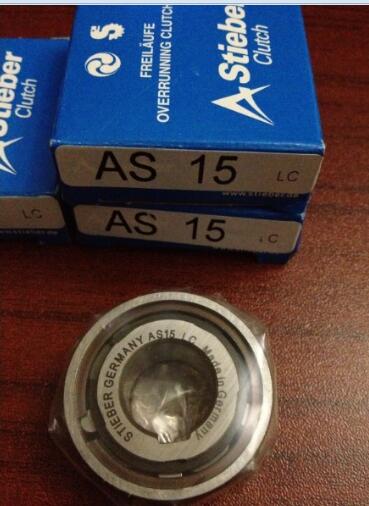 Stieber
Clutch
FREILÄUFE
OVERRUNNING CLUTCH
Stieber
Clutch
AS 15 LC
www.stieber.de
LC
AS 15 LC
STIEBER GERMANY AS15 LC Made in Germany